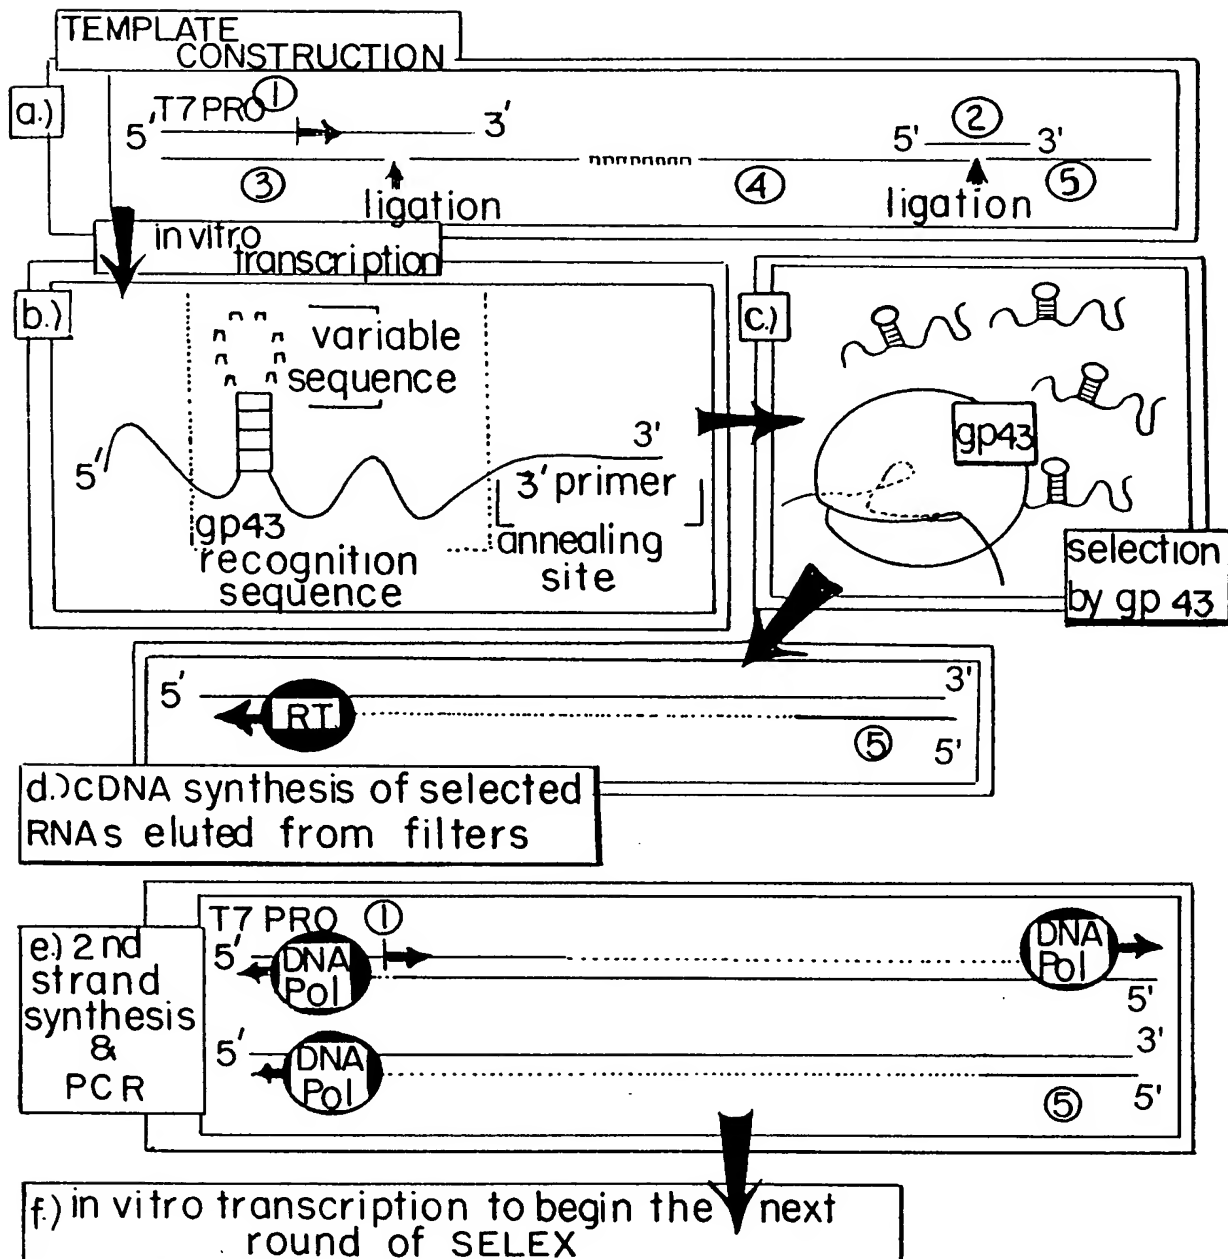 TEMPLATE
CONSTRUCTION
a.)
T7 PRO ①
5' 3'
5' ② 3'
③ ④ ⑤
ligation ligation
in vitro
transcription
b.)
variable
sequence
5' 3'
gp43
recognition
sequence
3' primer
annealing
site
c.)
gp43
selection
by gp 43
5' 3'
RT
⑤ 5'
d.) cDNA synthesis of selected
RNAs eluted from filters
e.) 2nd
strand
synthesis
&
PCR
T7 PRO ①
5' DNA
Pol
DNA
Pol
5'
5' 3'
DNA
Pol
⑤ 5'
f.) in vitro transcription to begin the next
round of SELEX